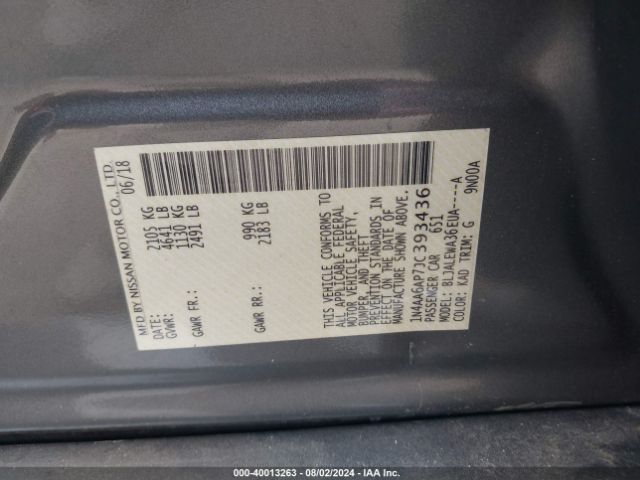 MFD BY NISSAN MOTOR CO., LTD.
DATE: 06/18
GVWR: 2105 KG
4641 LB
GAWR FR.: 1130 KG
2491 LB
GAWR RR.: 990 KG
2183 LB
THIS VEHICLE CONFORMS TO
ALL APPLICABLE FEDERAL
MOTOR VEHICLE SAFETY,
BUMPER, AND THEFT
PREVENTION STANDARDS IN
EFFECT ON THE DATE OF
MANUFACTURE SHOWN ABOVE.
1N4AA6AP7JC393436
PASSENGER CAR 631
MODEL: BLJALEWA36EUA----A
COLOR: KAD TRIM: G 9N00A
000-40013263 - 08/02/2024 - IAAI.COM